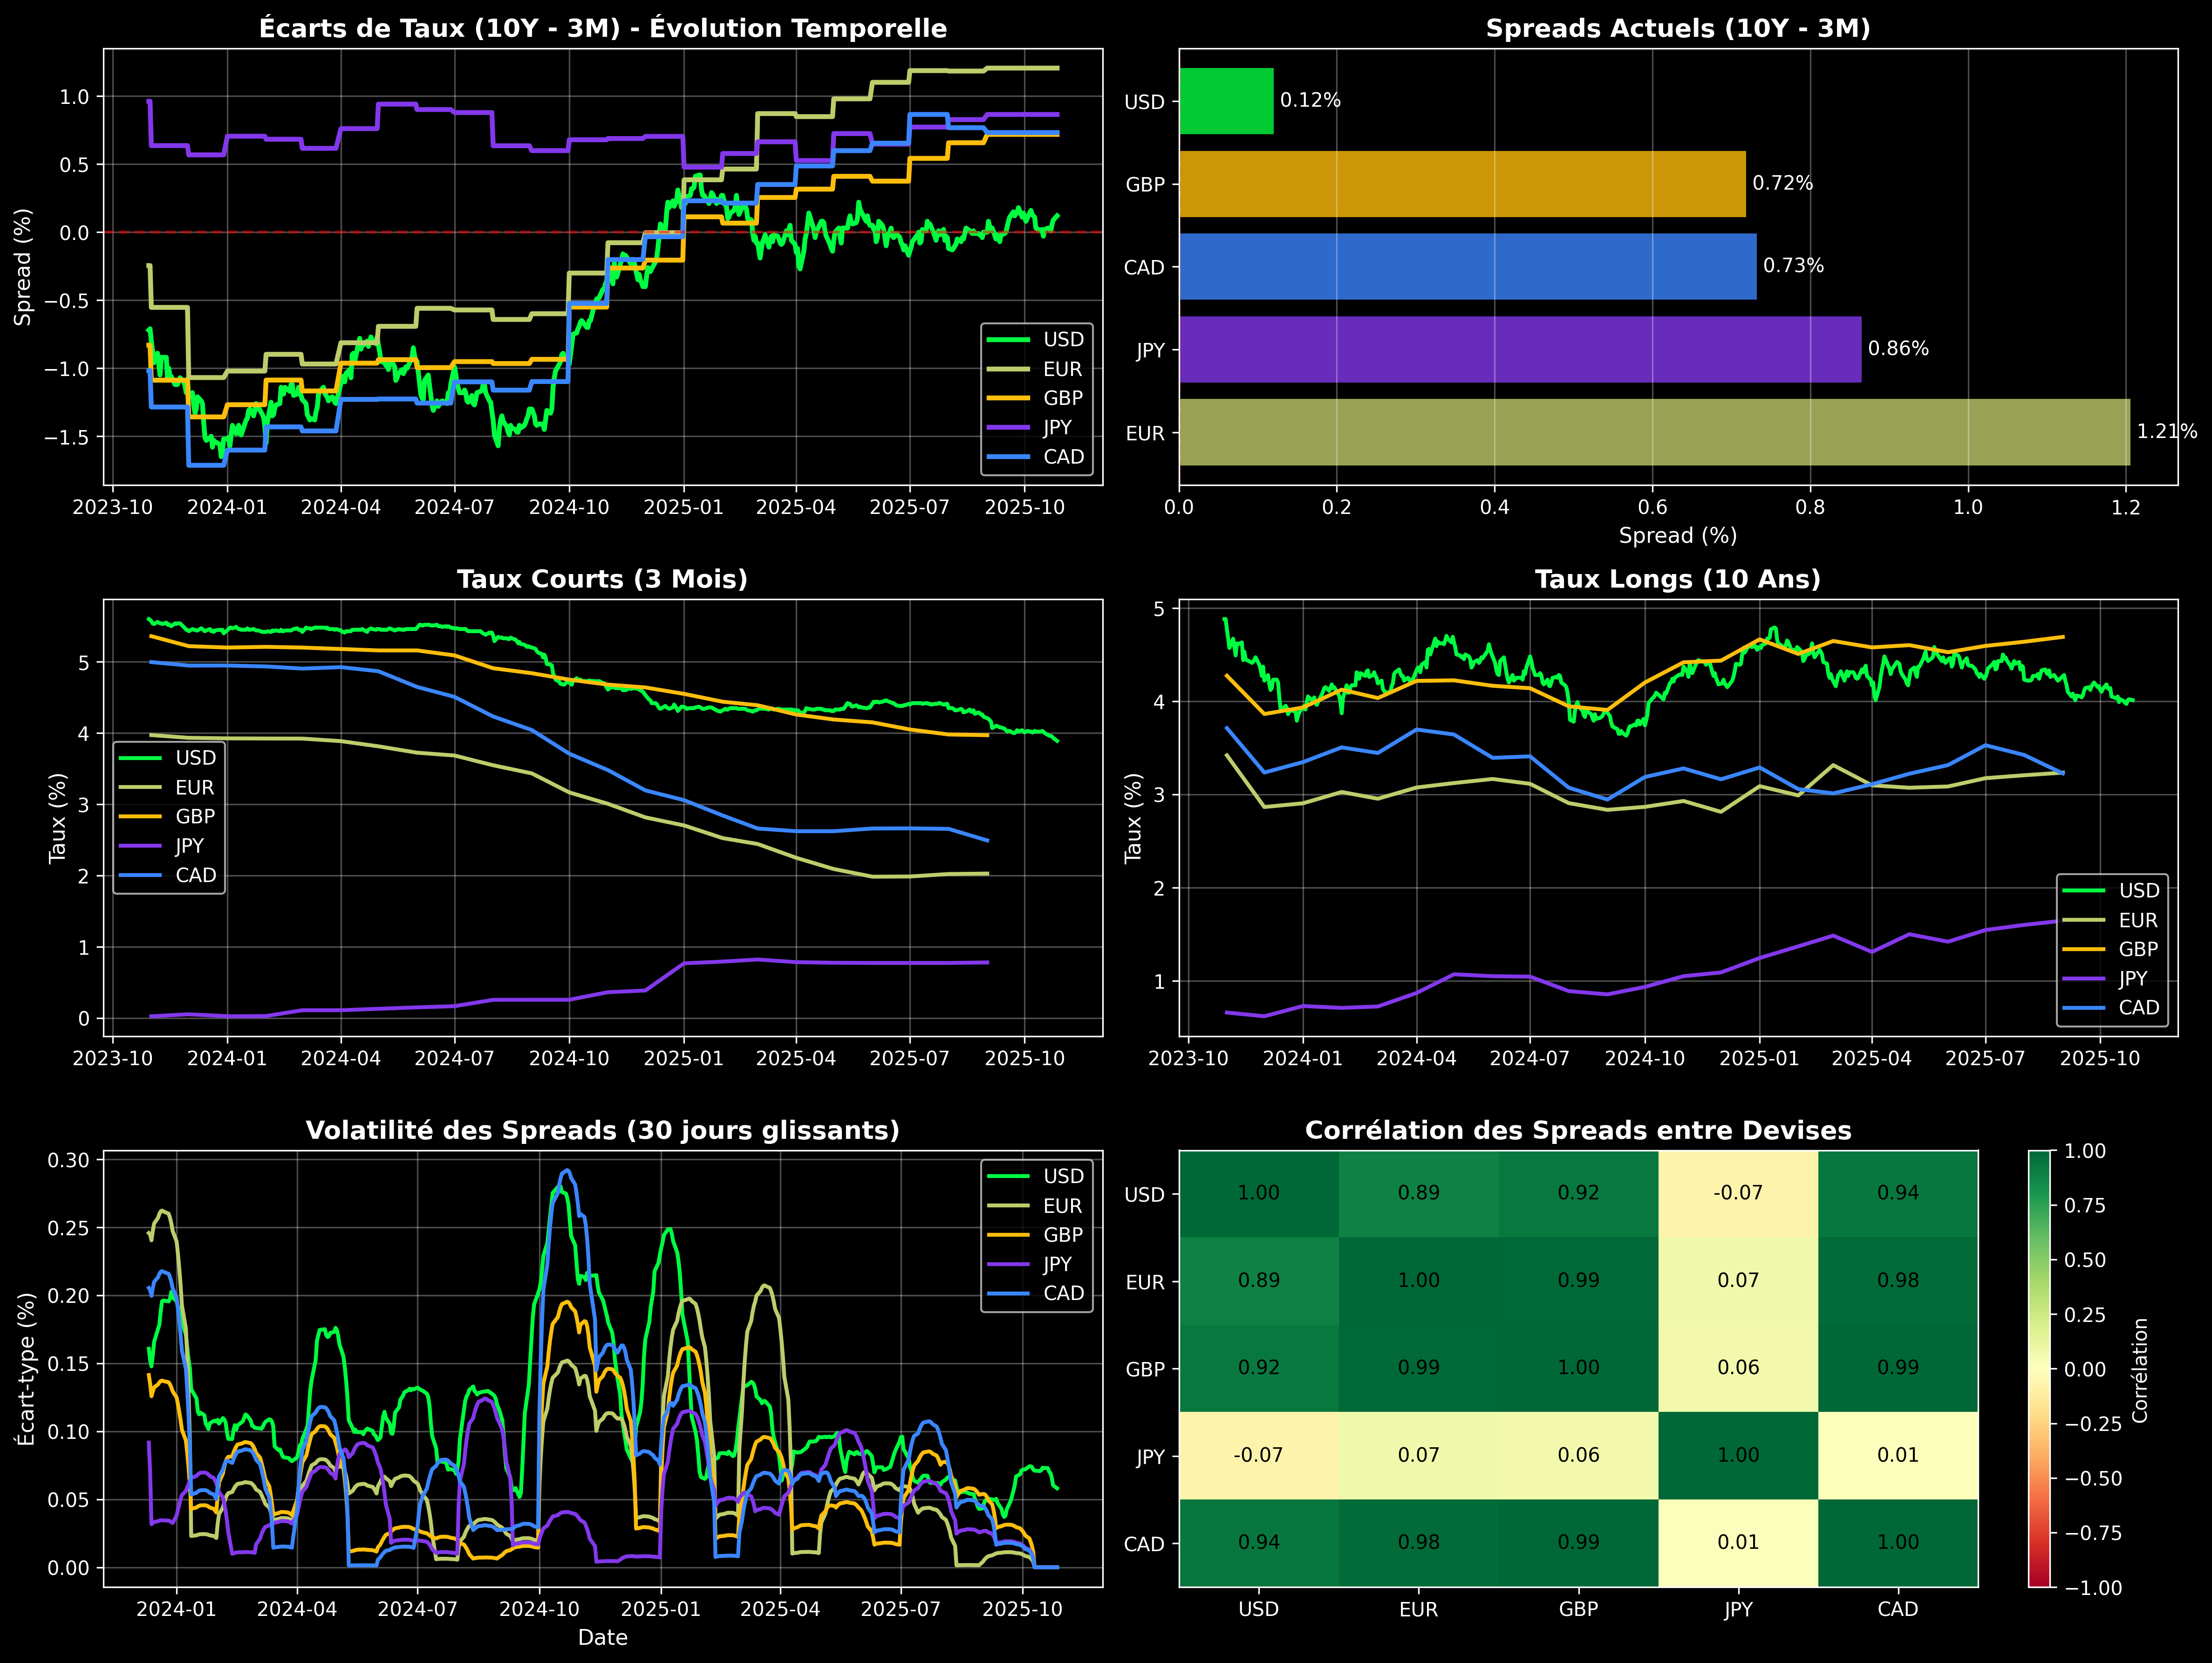 Écarts de Taux (10Y - 3M) - Évolution Temporelle
Spread (%)
1.0
0.5
0.0
−0.5
−1.0
−1.5
2023-10 2024-01 2024-04 2024-07 2024-10 2025-01 2025-04 2025-07 2025-10
USD
EUR
GBP
JPY
CAD
Spreads Actuels (10Y - 3M)
USD 0.12%
GBP 0.72%
CAD 0.73%
JPY 0.86%
EUR 1.21%
0.0 0.2 0.4 0.6 0.8 1.0 1.2
Spread (%)
Taux Courts (3 Mois)
Taux (%)
5
4
3
2
1
0
USD
EUR
GBP
JPY
CAD
2023-10 2024-01 2024-04 2024-07 2024-10 2025-01 2025-04 2025-07 2025-10
Taux Longs (10 Ans)
Taux (%)
5
4
3
2
1
USD
EUR
GBP
JPY
CAD
2023-10 2024-01 2024-04 2024-07 2024-10 2025-01 2025-04 2025-07 2025-10
Volatilité des Spreads (30 jours glissants)
Écart-type (%)
0.30
0.25
0.20
0.15
0.10
0.05
0.00
USD
EUR
GBP
JPY
CAD
2024-01 2024-04 2024-07 2024-10 2025-01 2025-04 2025-07 2025-10
Date
Corrélation des Spreads entre Devises
USD 1.00 0.89 0.92 -0.07 0.94
EUR 0.89 1.00 0.99 0.07 0.98
GBP 0.92 0.99 1.00 0.06 0.99
JPY -0.07 0.07 0.06 1.00 0.01
CAD 0.94 0.98 0.99 0.01 1.00
USD EUR GBP JPY CAD
1.00
0.75
0.50
0.25
0.00
−0.25
−0.50
−0.75
−1.00
Corrélation